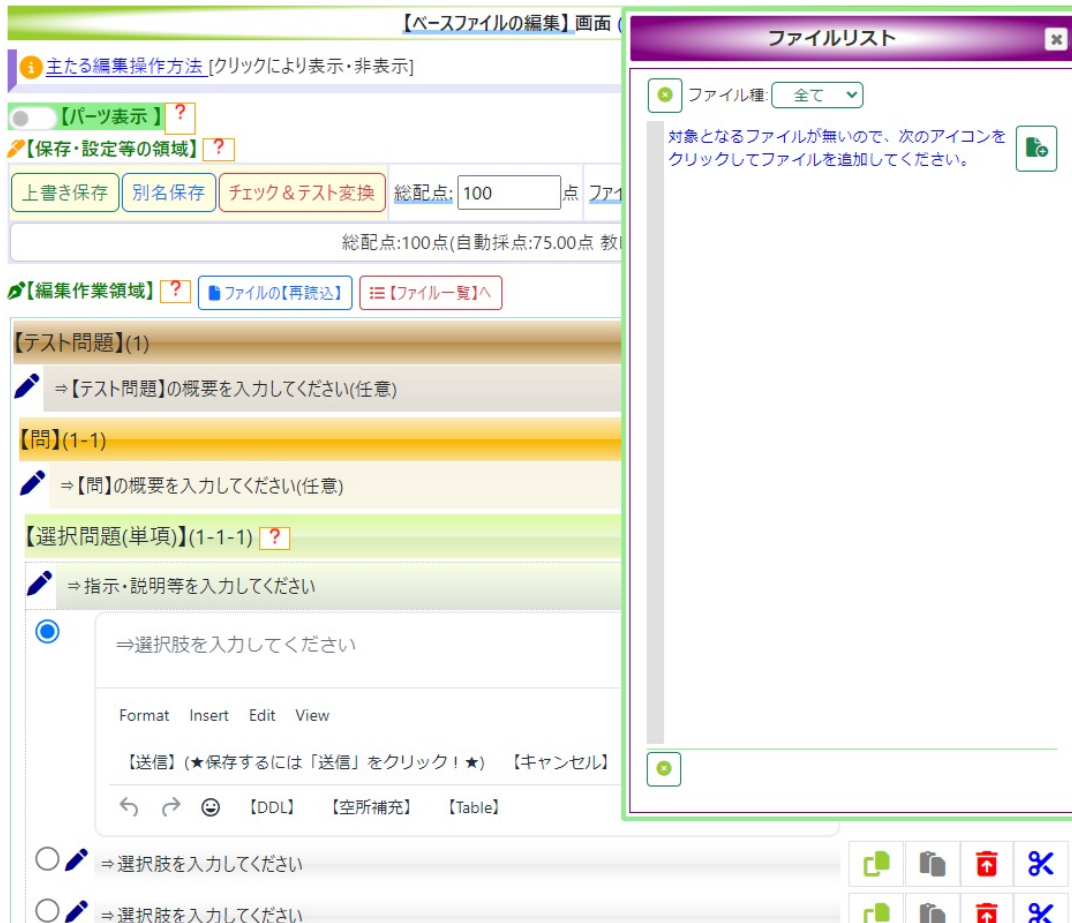 【ベースファイルの編集】画面 (
主たる編集操作方法 [クリックにより表示・非表示]
【パーツ表示 】 ?
【保存・設定等の領域】 ?
上書き保存 別名保存 チェック＆テスト変換 総配点: 100 点 ファイ
総配点:100点(自動採点:75.00点 教
【編集作業領域】 ? ファイルの【再読込】 【ファイル一覧】へ
【テスト問題】(1)
⇒【テスト問題】の概要を入力してください(任意)
【問】(1-1)
⇒【問】の概要を入力してください(任意)
【選択問題(単項)】(1-1-1) ?
⇒指示・説明等を入力してください
⇒選択肢を入力してください
Format Insert Edit View
【送信】(★保存するには「送信」をクリック！★) 【キャンセル】
【DDL】 【空所補充】 【Table】
⇒選択肢を入力してください
⇒選択肢を入力してください
ファイルリスト
ファイル種: 全て
対象となるファイルが無いので、次のアイコンを
クリックしてファイルを追加してください。